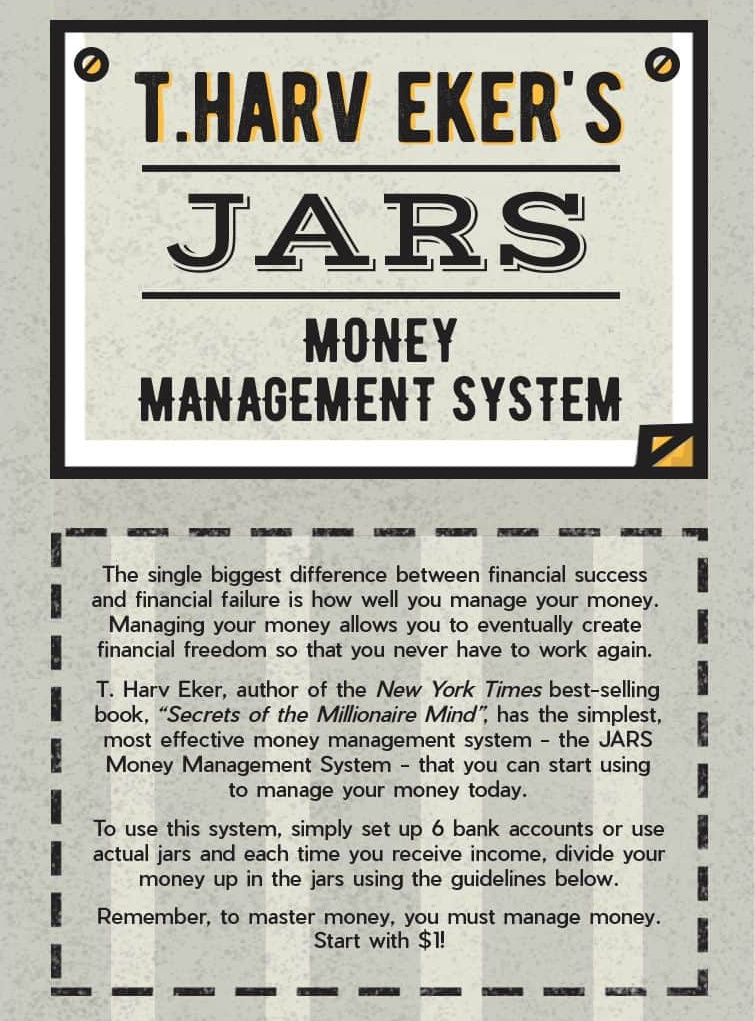 T.HARV EKER'S
JARS
MONEY
MANAGEMENT SYSTEM
The single biggest difference between financial success
and financial failure is how well you manage your money.
Managing your money allows you to eventually create
financial freedom so that you never have to work again.
T. Harv Eker, author of the New York Times best-selling
book, “Secrets of the Millionaire Mind”, has the simplest,
most effective money management system - the JARS
Money Management System - that you can start using
to manage your money today.
To use this system, simply set up 6 bank accounts or use
actual jars and each time you receive income, divide your
money up in the jars using the guidelines below.
Remember, to master money, you must manage money.
Start with $1!